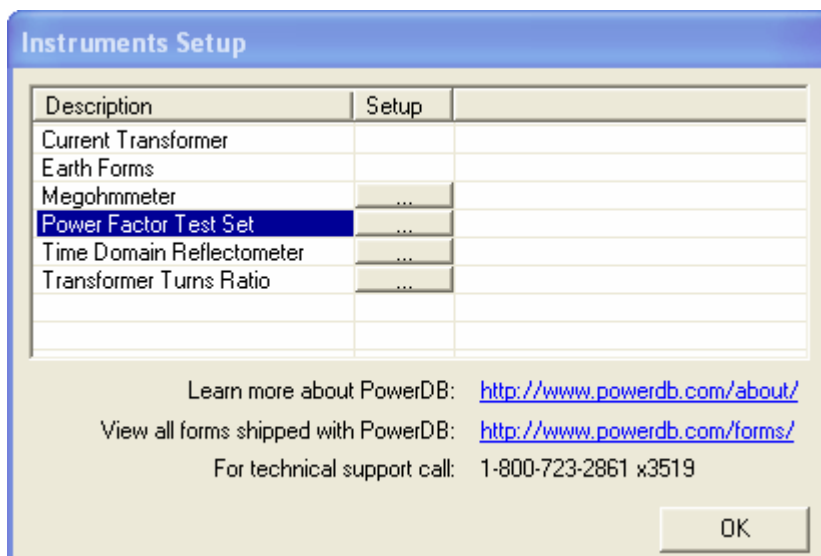 Instruments Setup
Description Setup
Current Transformer
Earth Forms
Megohmmeter ...
Power Factor Test Set ...
Time Domain Reflectometer ...
Transformer Turns Ratio ...
Learn more about PowerDB: http://www.powerdb.com/about/
View all forms shipped with PowerDB: http://www.powerdb.com/forms/
For technical support call: 1-800-723-2861 x3519
OK